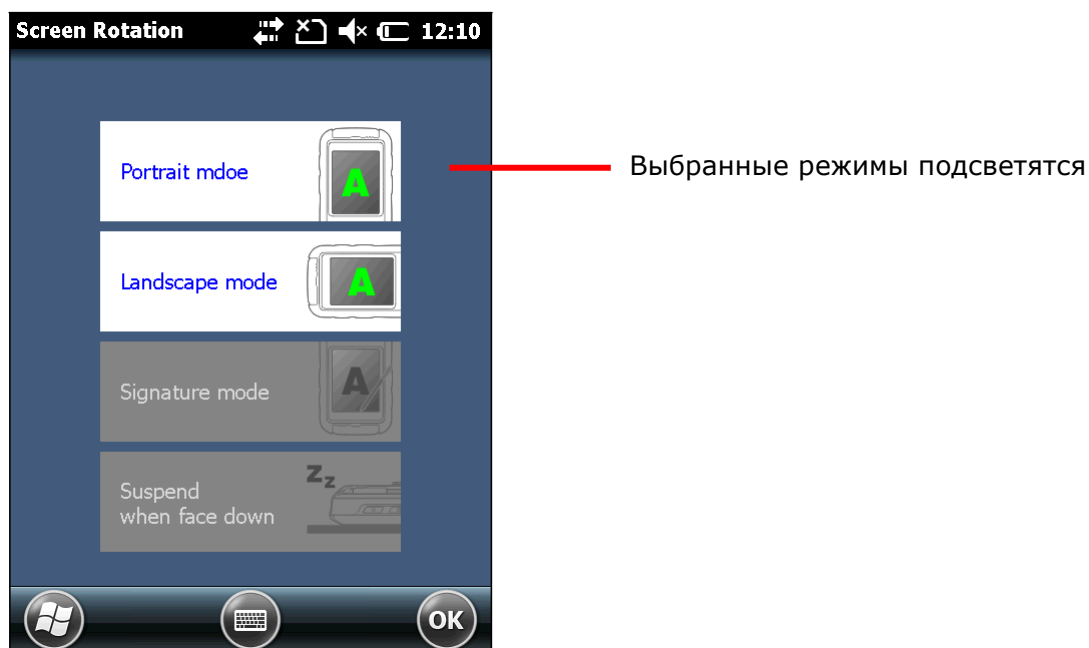 Screen Rotation 12:10
Portrait mdoe
A
Выбранные режимы подсветятся
Landscape mode
A
Signature mode
A
Suspend
when face down
Zz
OK